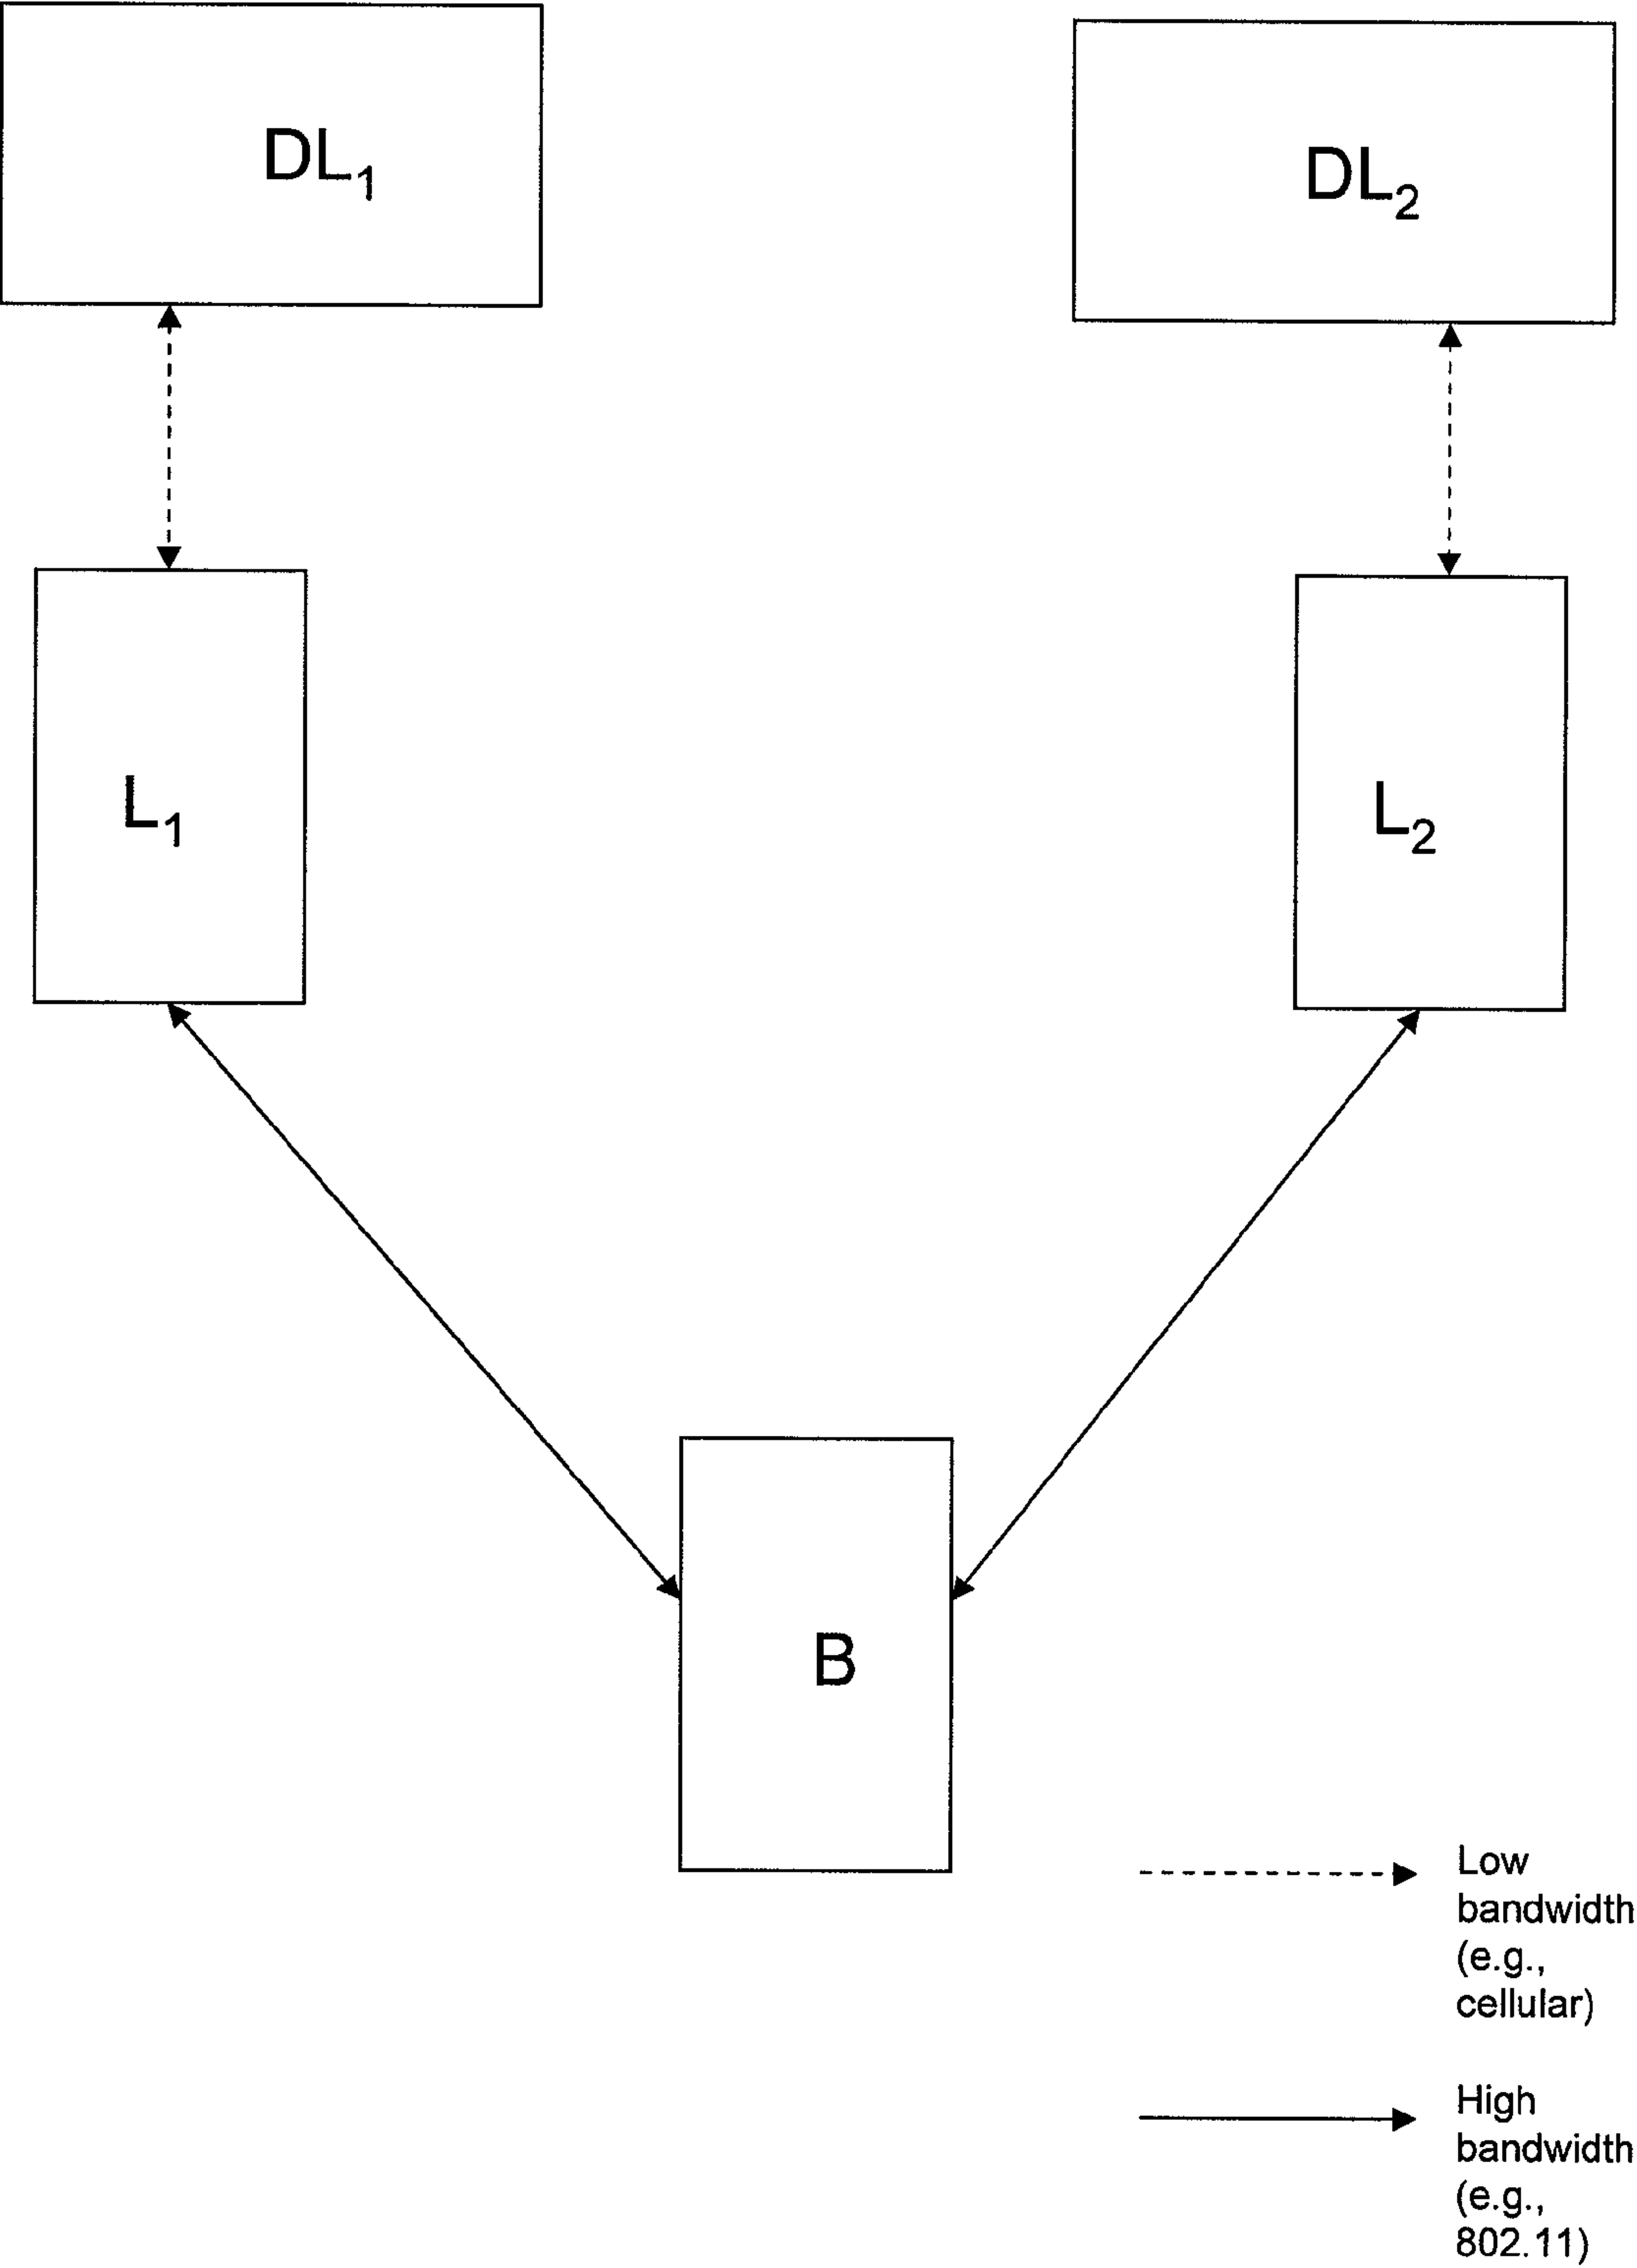 DL1
DL2
L1
L2
B
Low
bandwidth
(e.g.,
cellular)
High
bandwidth
(e.g.,
802.11)